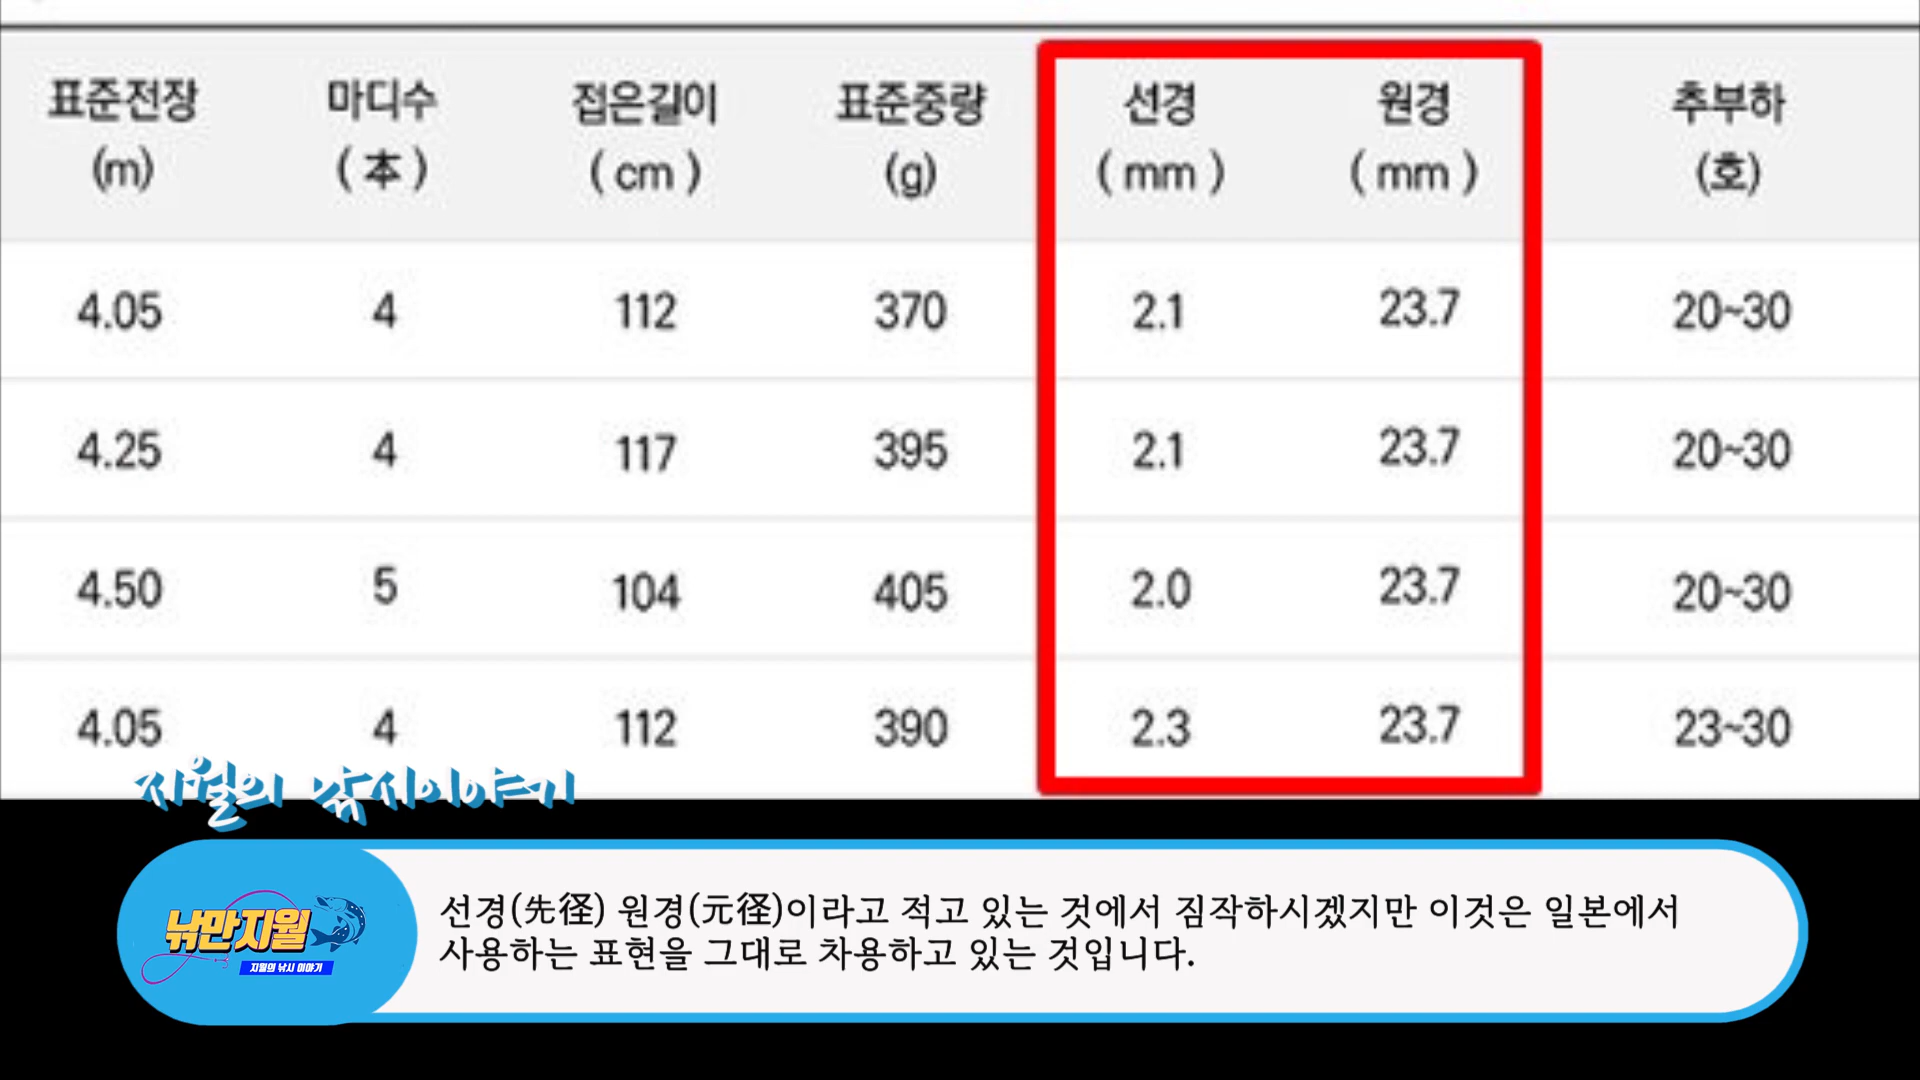 표준전장 마디수 접은길이 표준중량 선경 원경 추부하
(m) (本) (cm) (g) (mm) (mm) (호)
4.05 4 112 370 2.1 23.7 20~30
4.25 4 117 395 2.1 23.7 20~30
4.50 5 104 405 2.0 23.7 20~30
4.05 4 112 390 2.3 23.7 23~30
지월의 낚시이야기
낚만지월
지월의 낚시 이야기
선경(先径) 원경(元径)이라고 적고 있는 것에서 짐작하시겠지만 이것은 일본에서
사용하는 표현을 그대로 차용하고 있는 것입니다.